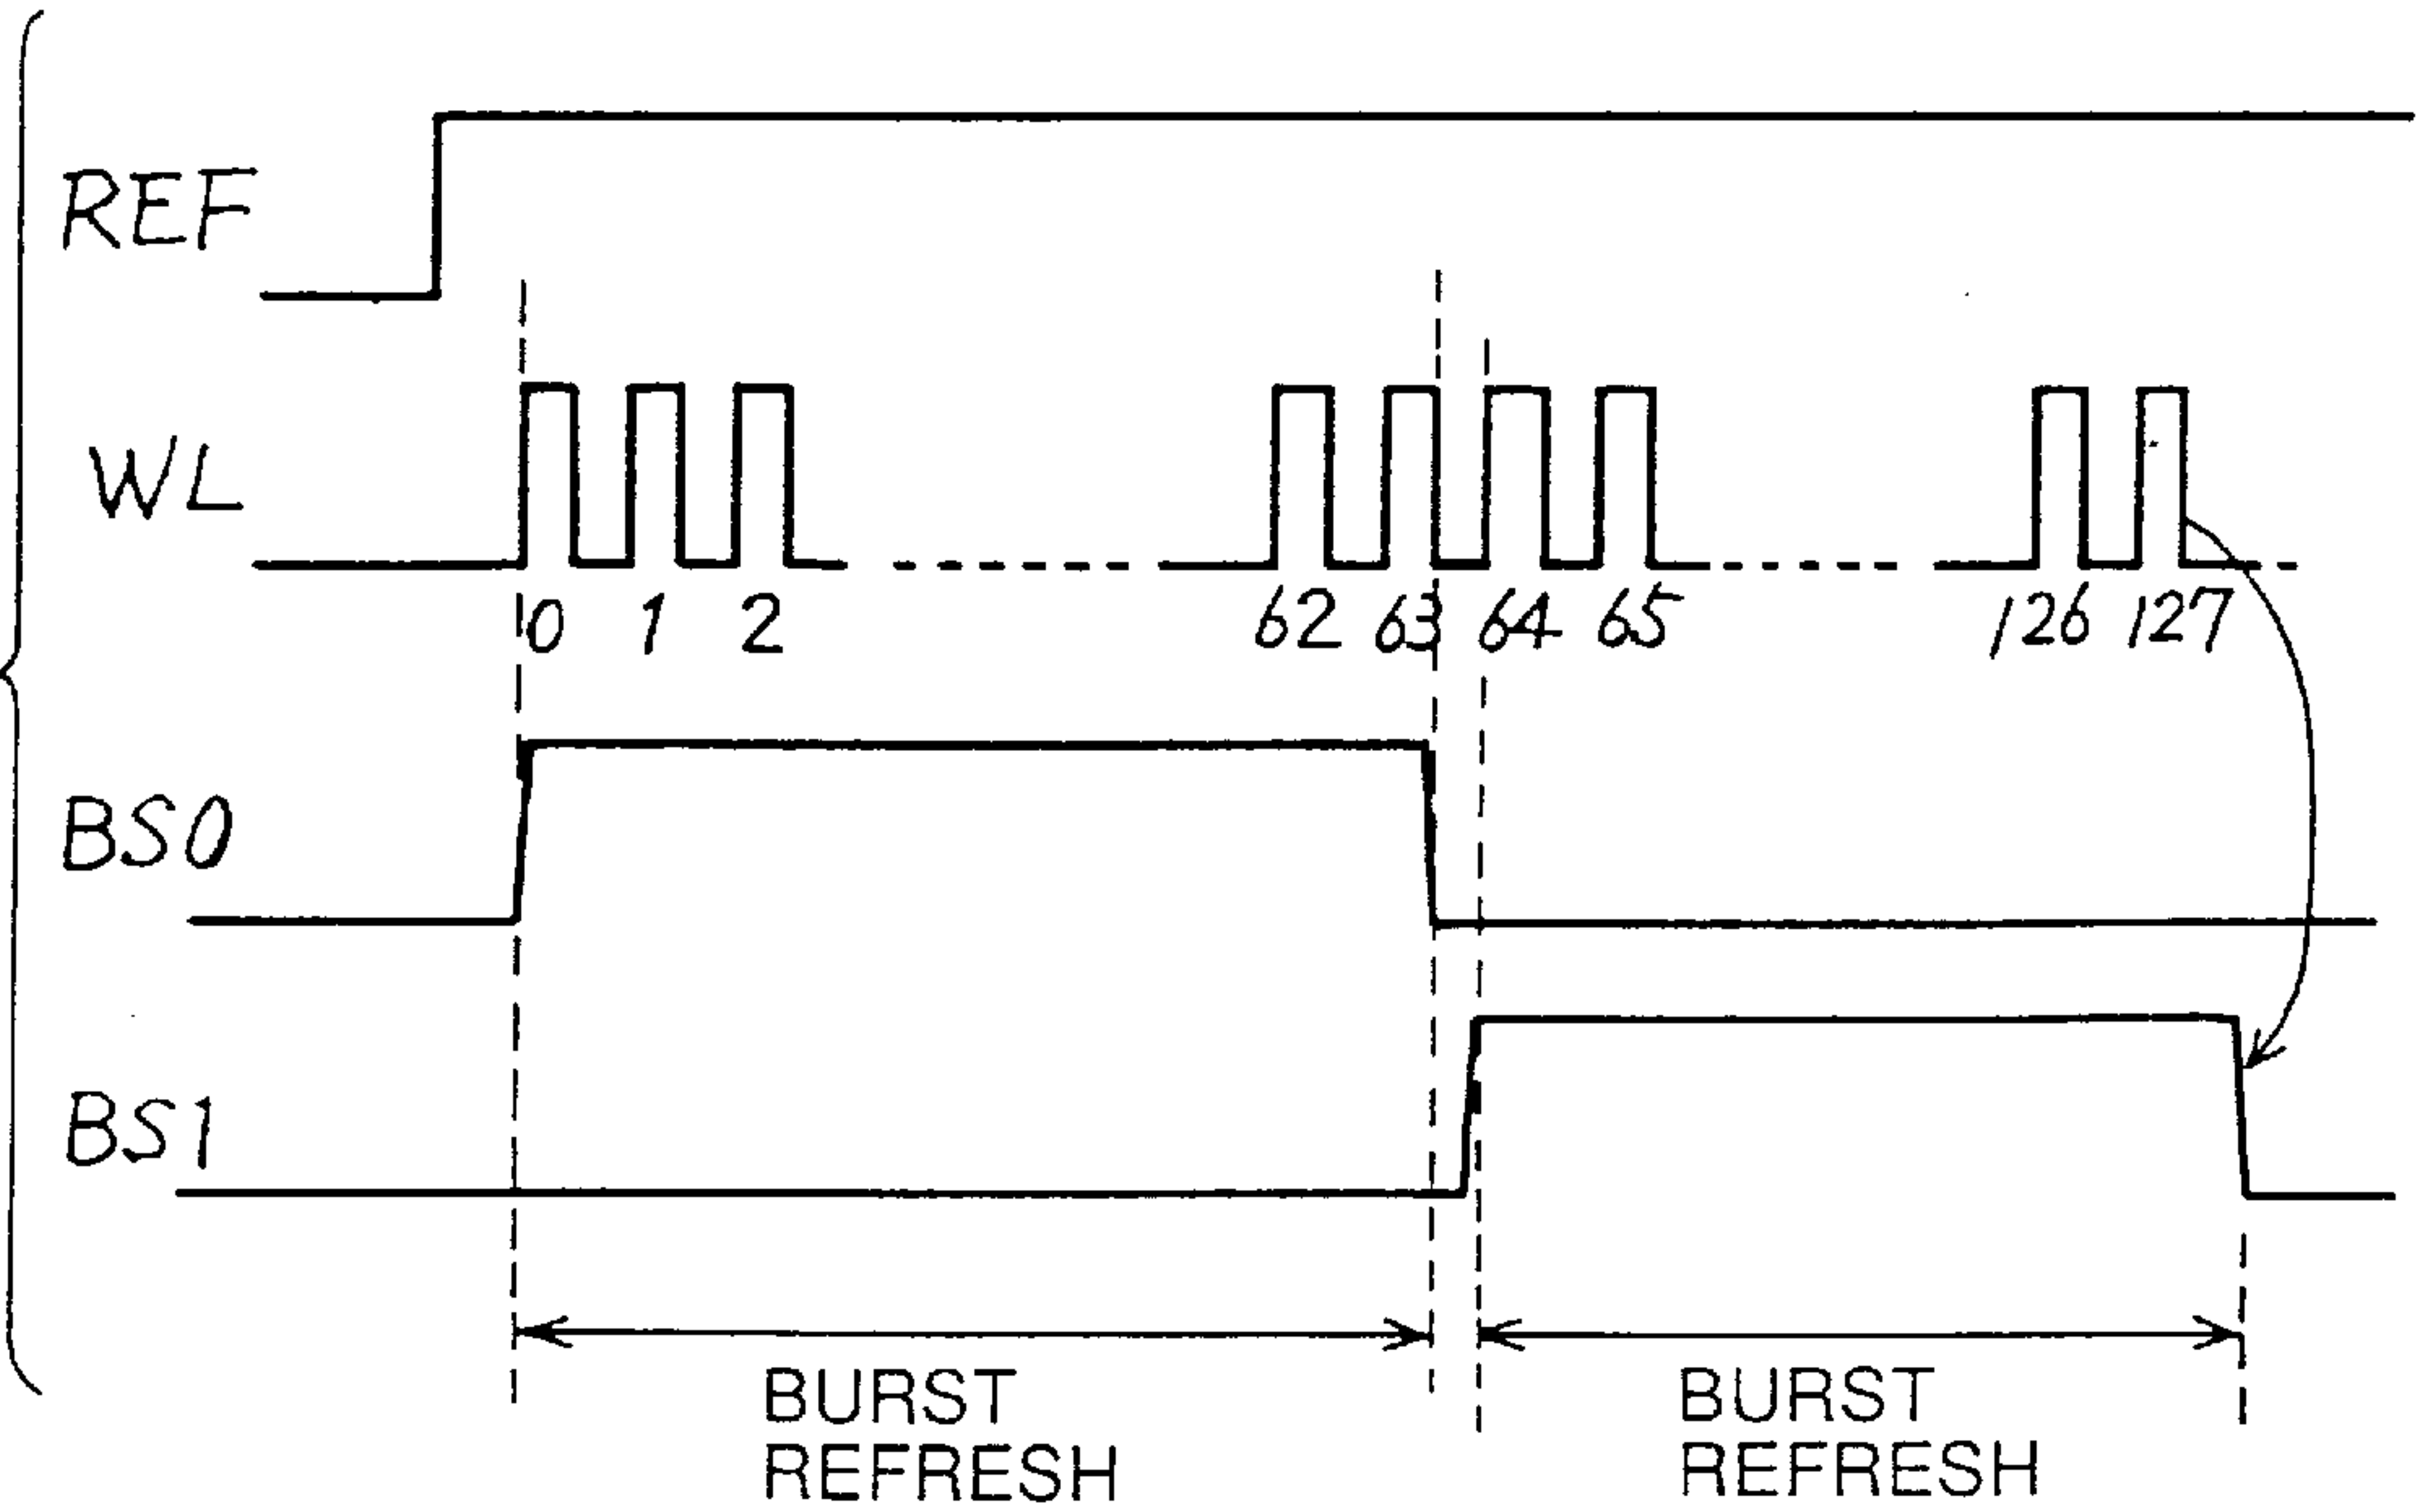 REF
WL
0 1 2 62 63 64 65 126 127
BS0
BS1
BURST
REFRESH
BURST
REFRESH